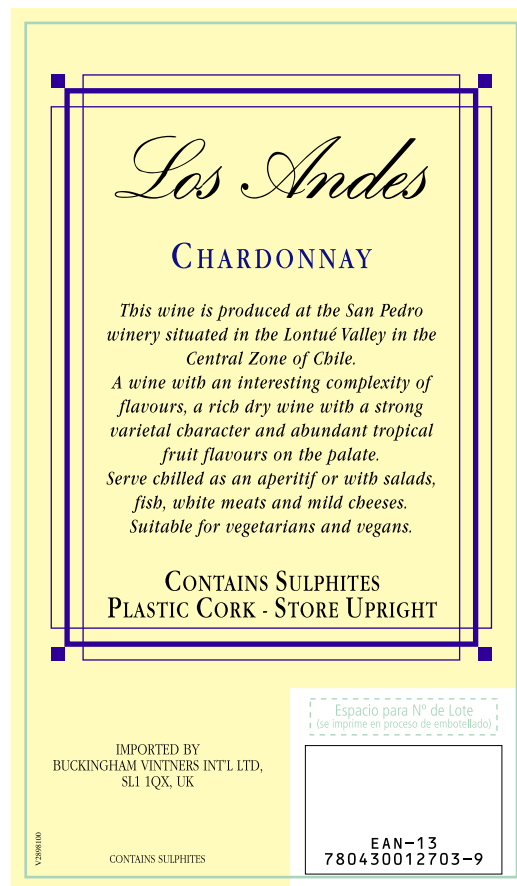 Los Andes
CHARDONNAY
This wine is produced at the San Pedro
winery situated in the Lontué Valley in the
Central Zone of Chile.
A wine with an interesting complexity of
flavours, a rich dry wine with a strong
varietal character and abundant tropical
fruit flavours on the palate.
Serve chilled as an aperitif or with salads,
fish, white meats and mild cheeses.
Suitable for vegetarians and vegans.
CONTAINS SULPHITES
PLASTIC CORK - STORE UPRIGHT
Espacio para Nº de Lote
(se imprime en proceso de embotellado)
IMPORTED BY
BUCKINGHAM VINTNERS INT'L LTD,
SL1 1QX, UK
V2898100
CONTAINS SULPHITES
EAN-13
780430012703-9